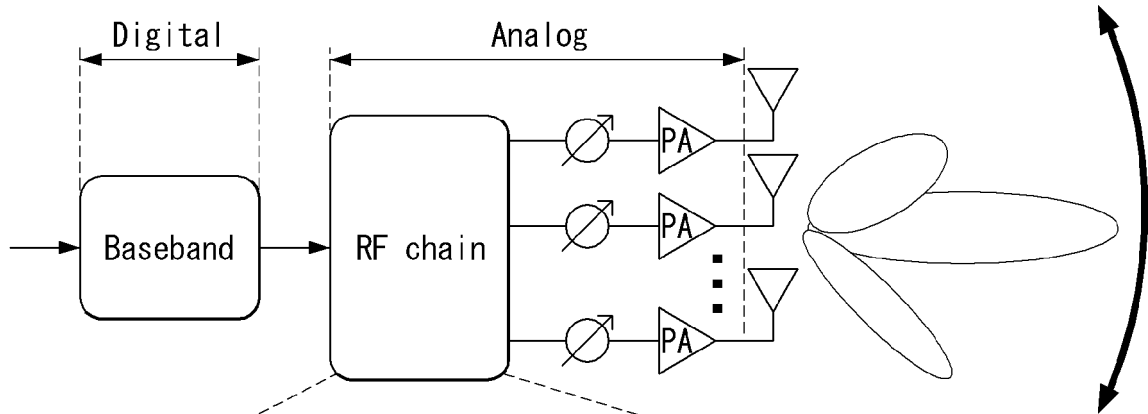 Digital
Analog
Baseband
RF chain
PA
PA
PA